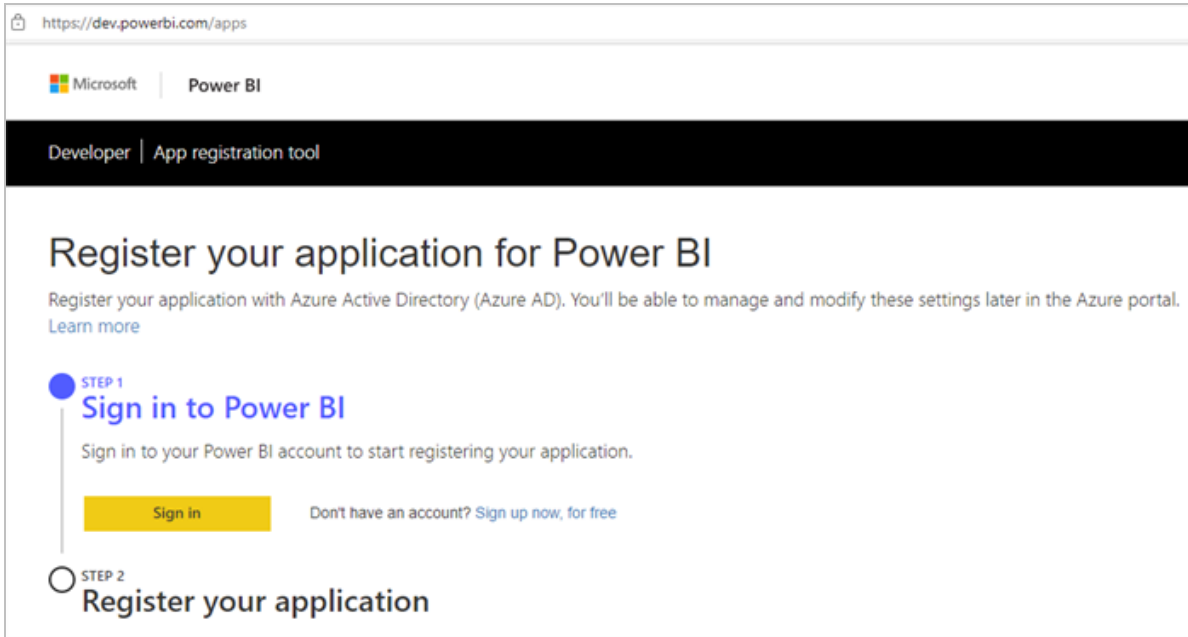 https://dev.powerbi.com/apps
Microsoft | Power BI
Developer | App registration tool
Register your application for Power BI
Register your application with Azure Active Directory (Azure AD). You'll be able to manage and modify these settings later in the Azure portal.
Learn more
STEP 1
Sign in to Power BI
Sign in to your Power BI account to start registering your application.
Sign in Don't have an account? Sign up now, for free
STEP 2
Register your application